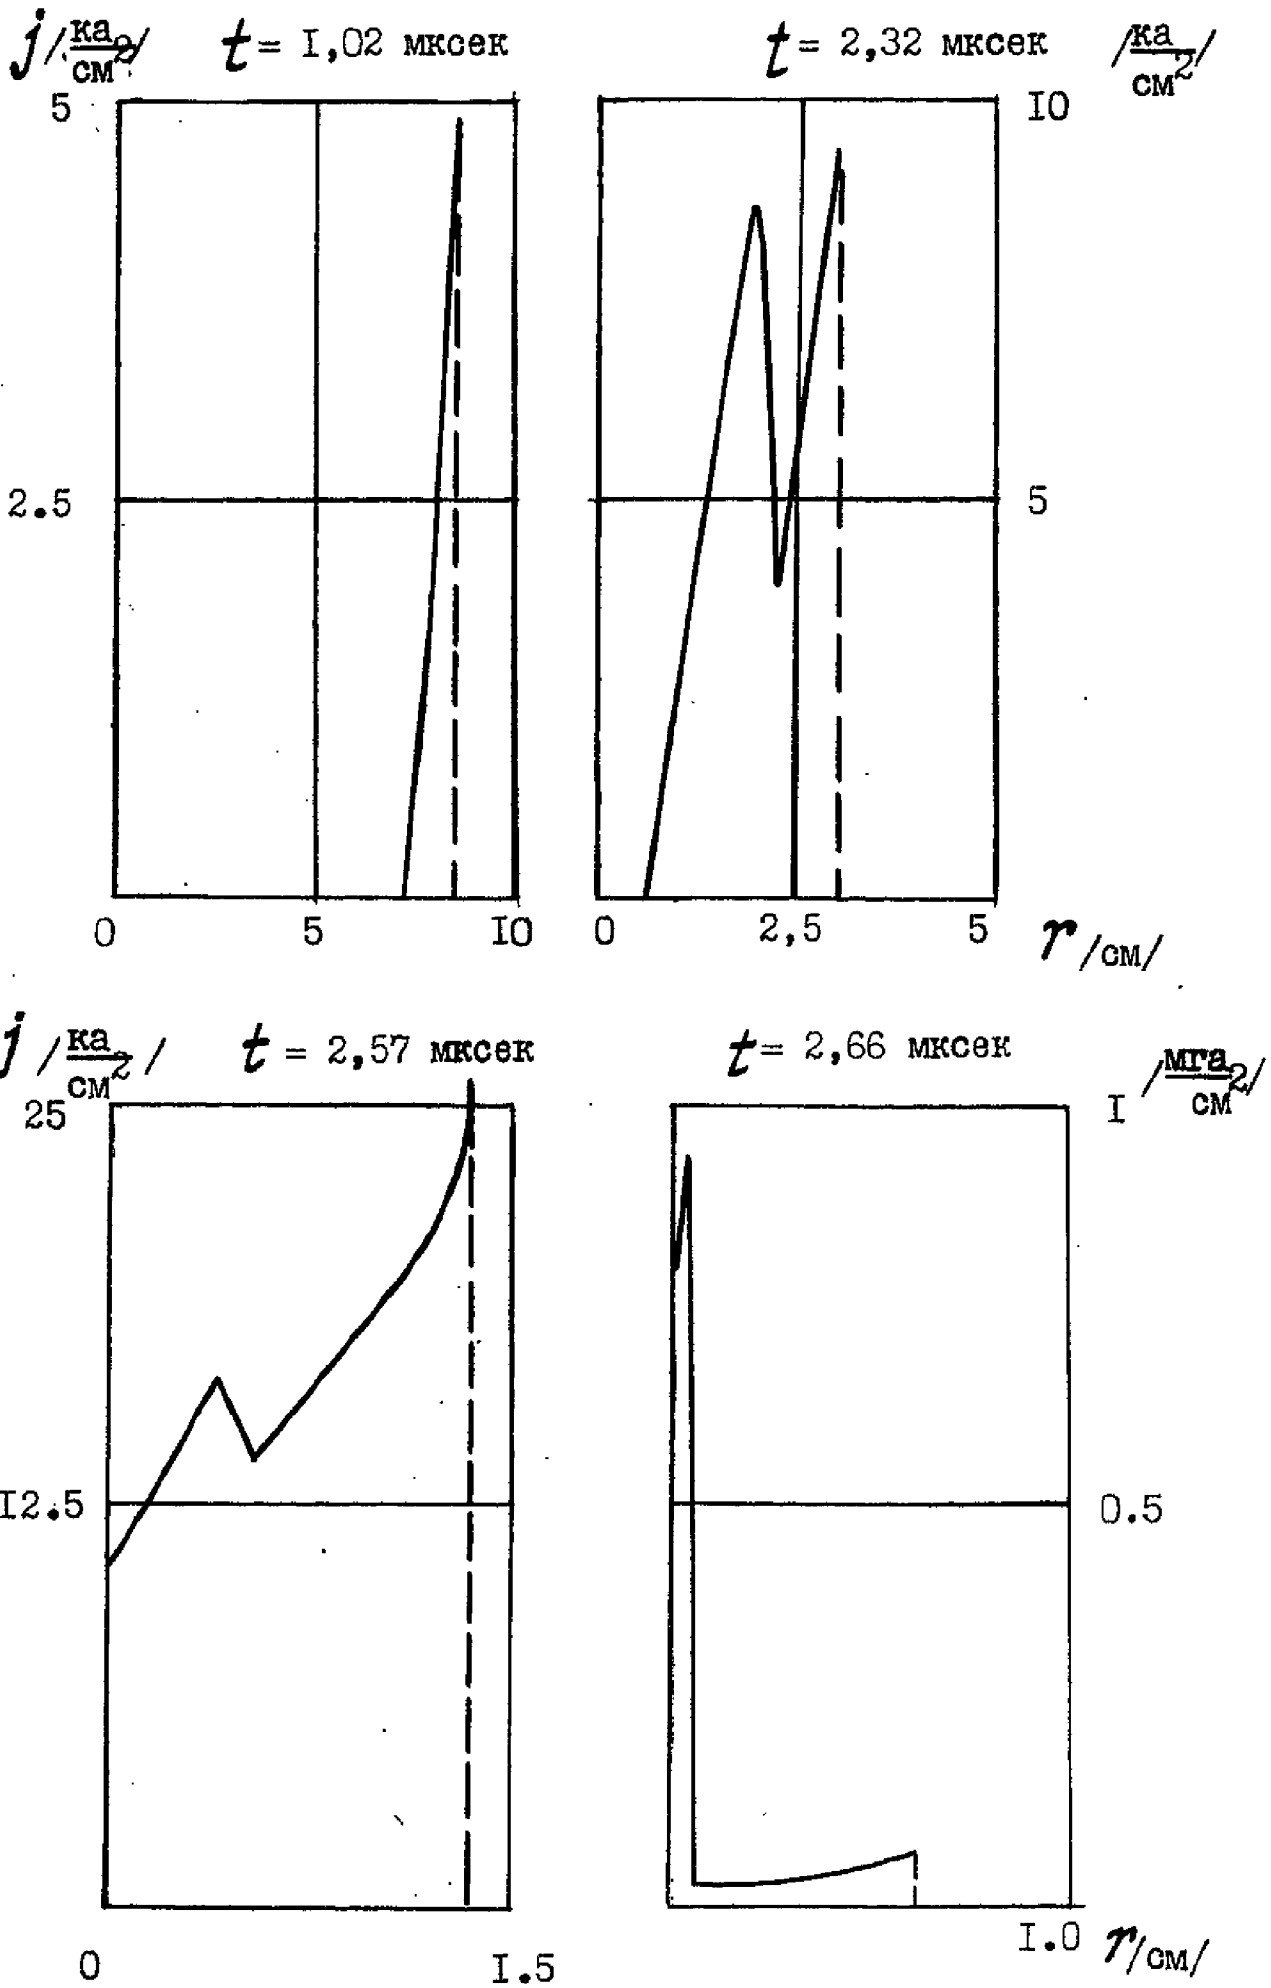 j /ка/см²/ t = I,02 мксек t = 2,32 мксек /ка/см²/
5 IO
2.5 5
0 5 IO 0 2,5 5 r /см/
j /ка/см²/ t = 2,57 мксек t = 2,66 мксек /мга/см²/
25 I
I2.5 0.5
0 I.5 I.0 r /см/